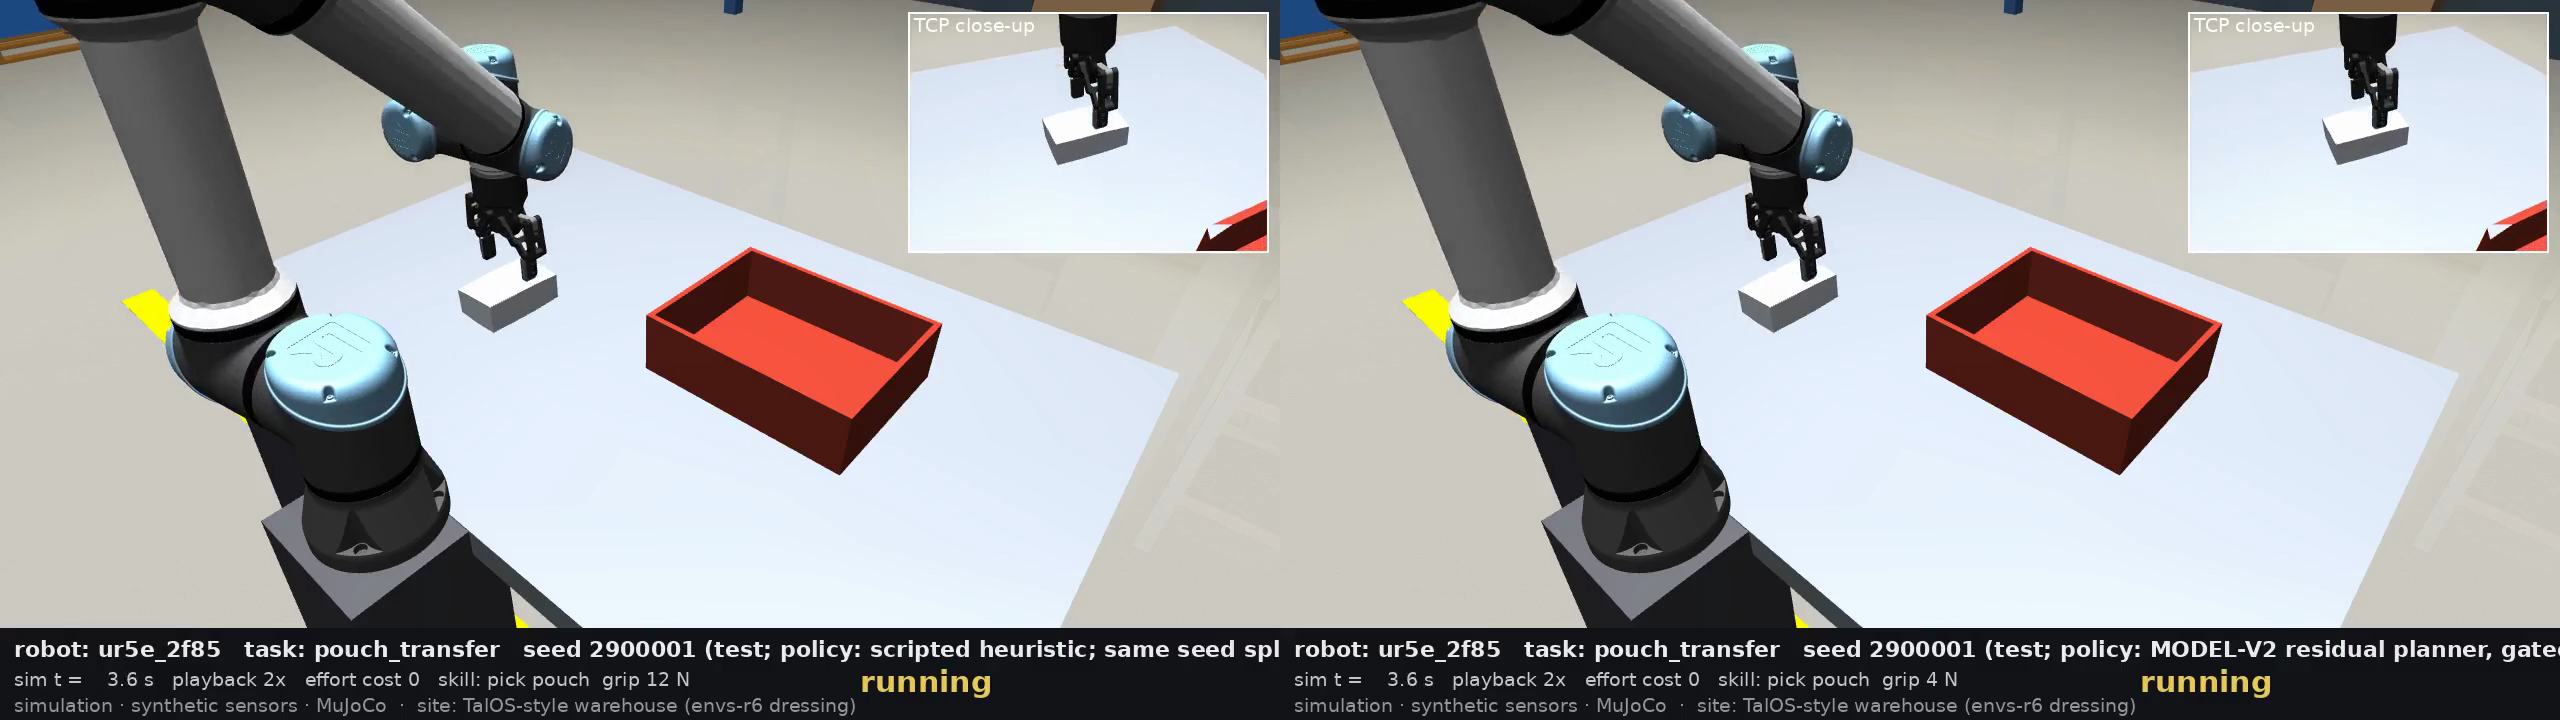 TCP close-up
robot: ur5e_2f85 task: pouch_transfer seed 2900001 (test; policy: scripted heuristic; same seed spl
sim t = 3.6 s playback 2x effort cost 0 skill: pick pouch grip 12 N
running
simulation · synthetic sensors · MuJoCo · site: TalOS-style warehouse (envs-r6 dressing)
TCP close-up
robot: ur5e_2f85 task: pouch_transfer seed 2900001 (test; policy: MODEL-V2 residual planner, gate
sim t = 3.6 s playback 2x effort cost 0 skill: pick pouch grip 4 N
running
simulation · synthetic sensors · MuJoCo · site: TalOS-style warehouse (envs-r6 dressing)